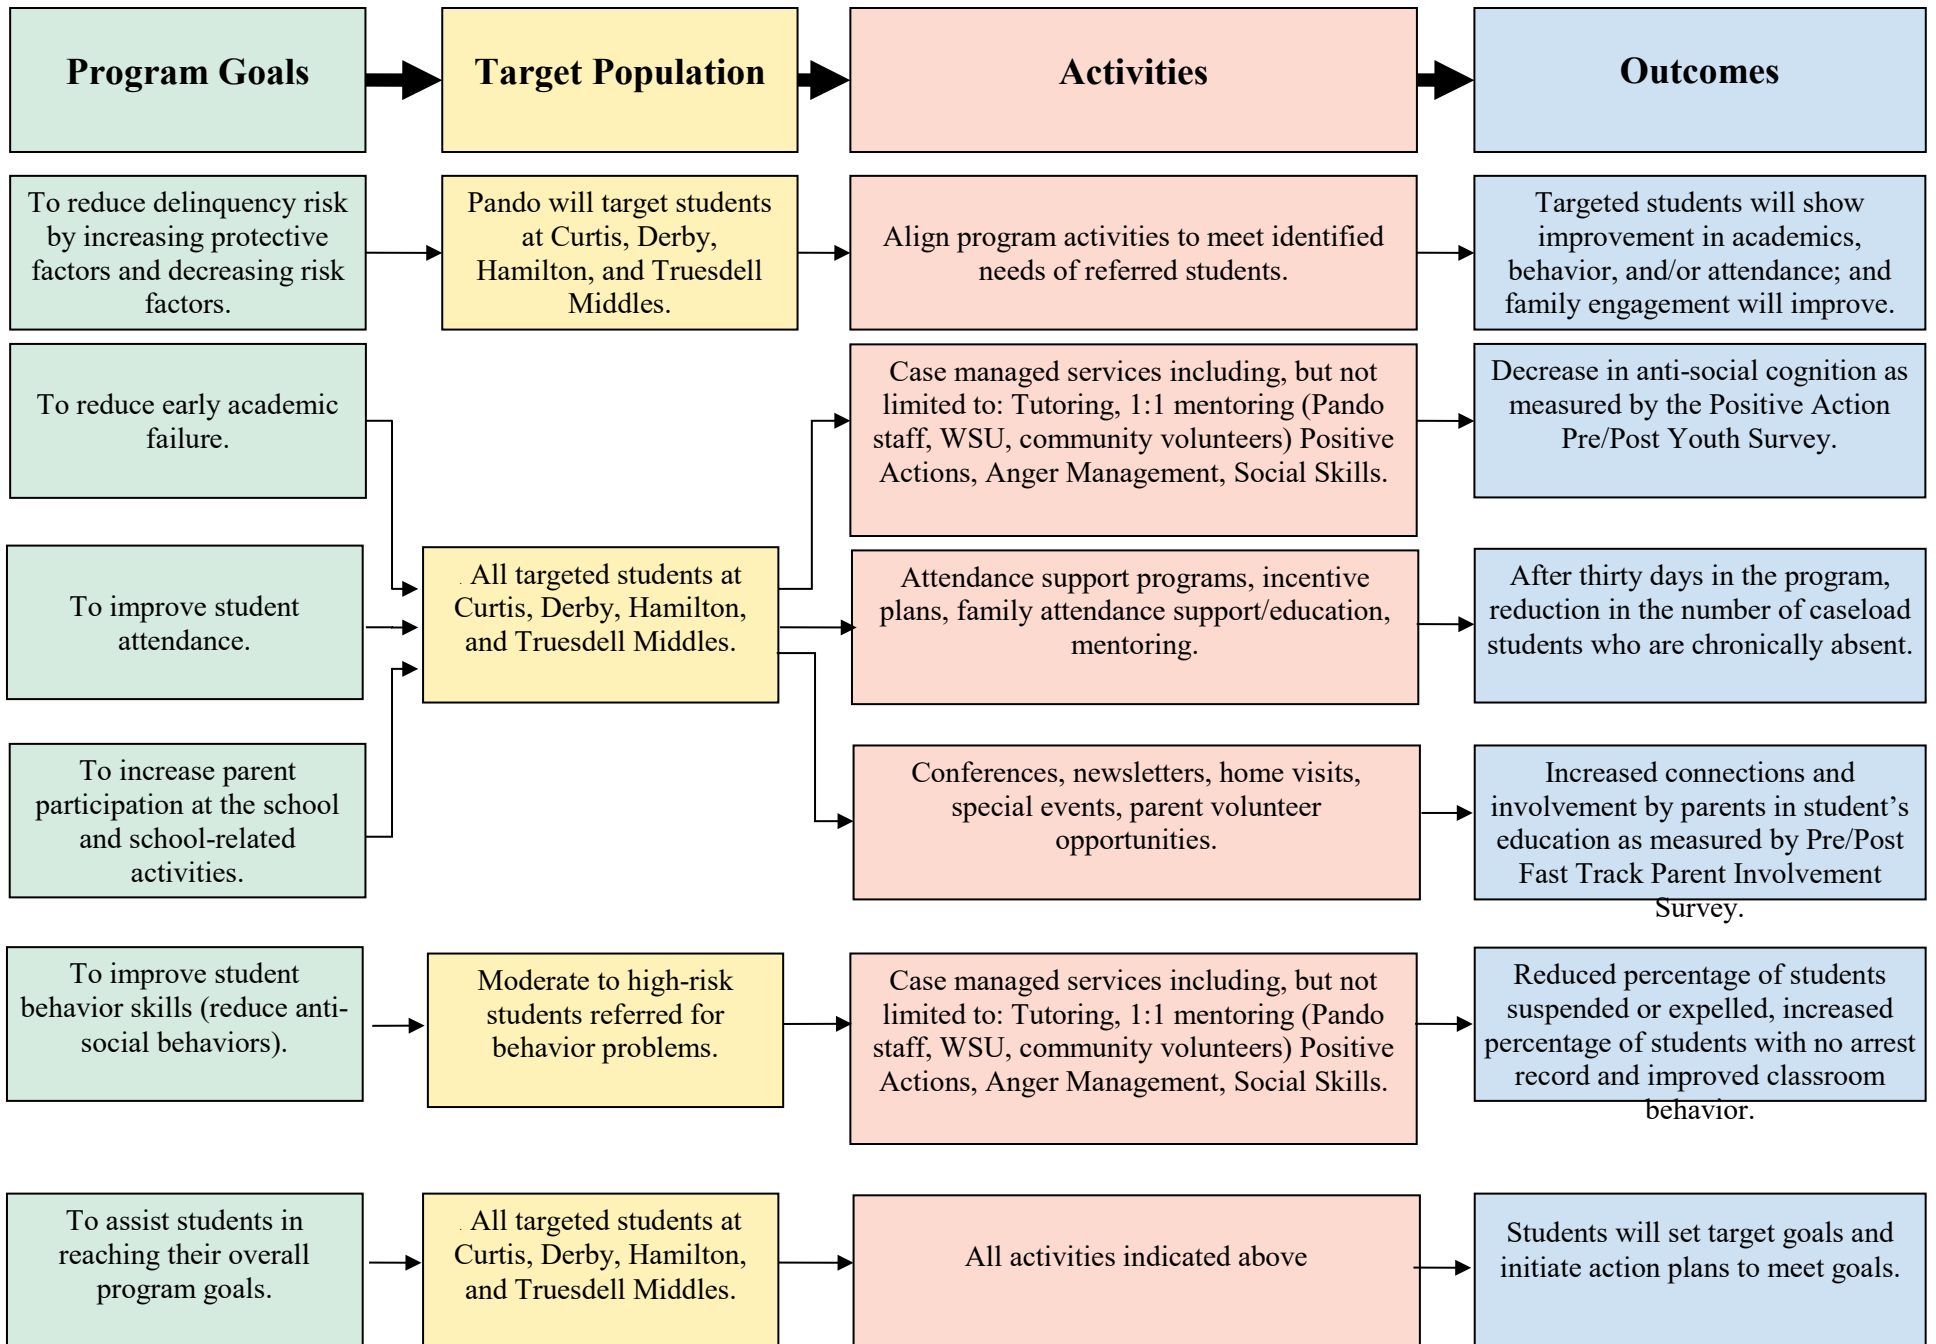 Program Goals
Target Population
Activities
Outcomes
To reduce delinquency risk
by increasing protective
factors and decreasing risk
factors.
Pando will target students
at Curtis, Derby,
Hamilton, and Truesdell
Middles.
Align program activities to meet identified
needs of referred students.
Targeted students will show
improvement in academics,
behavior, and/or attendance; and
family engagement will improve.
To reduce early academic
failure.
To improve student
attendance.
To increase parent
participation at the school
and school-related
activities.
. All targeted students at
Curtis, Derby, Hamilton,
and Truesdell Middles.
Case managed services including, but not
limited to: Tutoring, 1:1 mentoring (Pando
staff, WSU, community volunteers) Positive
Actions, Anger Management, Social Skills.
Decrease in anti-social cognition as
measured by the Positive Action
Pre/Post Youth Survey.
Attendance support programs, incentive
plans, family attendance support/education,
mentoring.
After thirty days in the program,
reduction in the number of caseload
students who are chronically absent.
Conferences, newsletters, home visits,
special events, parent volunteer
opportunities.
Increased connections and
involvement by parents in student’s
education as measured by Pre/Post
Fast Track Parent Involvement
Survey.
To improve student
behavior skills (reduce anti-
social behaviors).
Moderate to high-risk
students referred for
behavior problems.
Case managed services including, but not
limited to: Tutoring, 1:1 mentoring (Pando
staff, WSU, community volunteers) Positive
Actions, Anger Management, Social Skills.
Reduced percentage of students
suspended or expelled, increased
percentage of students with no arrest
record and improved classroom
behavior.
To assist students in
reaching their overall
program goals.
. All targeted students at
Curtis, Derby, Hamilton,
and Truesdell Middles.
All activities indicated above
Students will set target goals and
initiate action plans to meet goals.